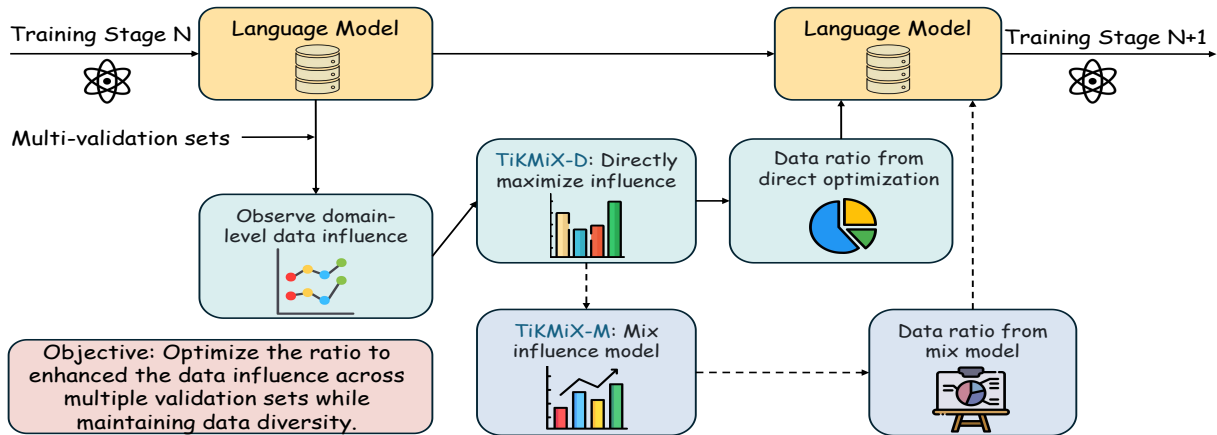 Training Stage N
Language Model
Language Model
Training Stage N+1
Multi-validation sets
TiKMiX-D: Directly
maximize influence
Data ratio from
direct optimization
Observe domain-
level data influence
TiKMiX-M: Mix
influence model
Data ratio from
mix model
Objective: Optimize the ratio to
enhanced the data influence across
multiple validation sets while
maintaining data diversity.